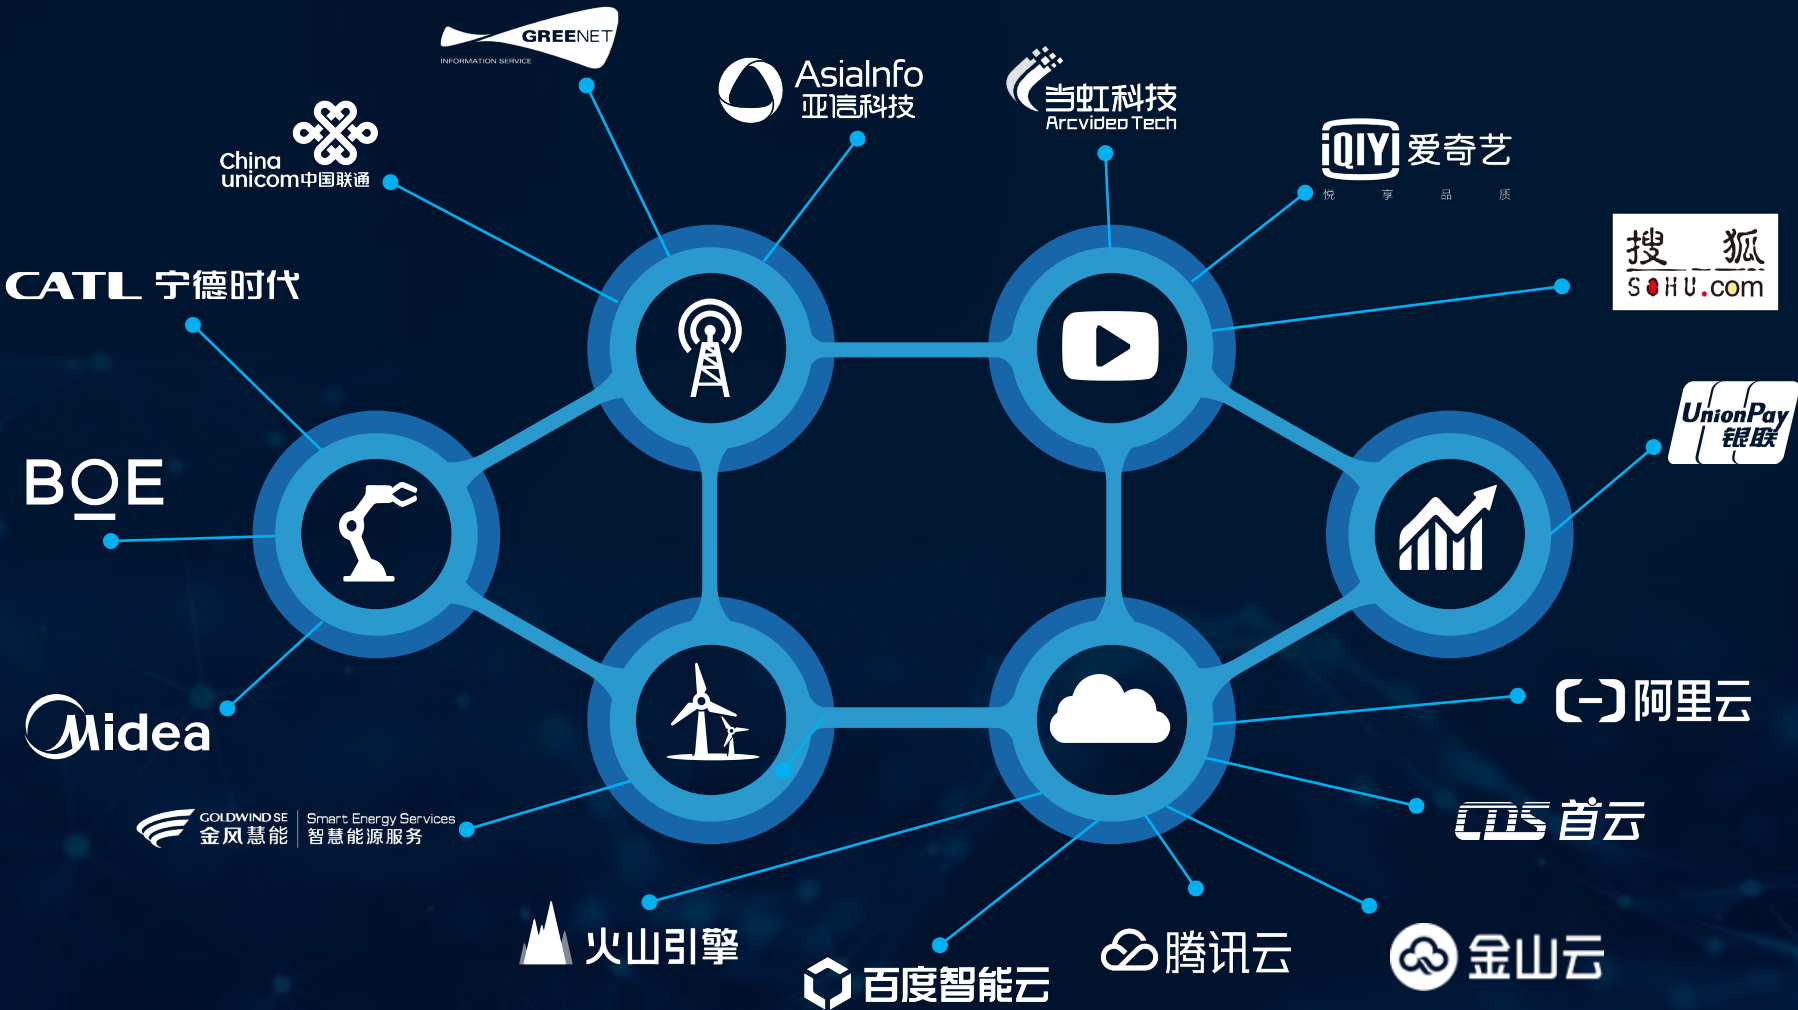 GREENET
INFORMATION SERVICE
AsiaInfo
亚信科技
当虹科技
Arcvideo Tech
China
unicom中国联通
iQIYI 爱奇艺
悦享品质
搜狐
SOHU.com
CATL 宁德时代
UnionPay
银联
BOE
Midea
阿里云
GOLDWIND SE
金风慧能
Smart Energy Services
智慧能源服务
CDS 首云
火山引擎
百度智能云
腾讯云
金山云